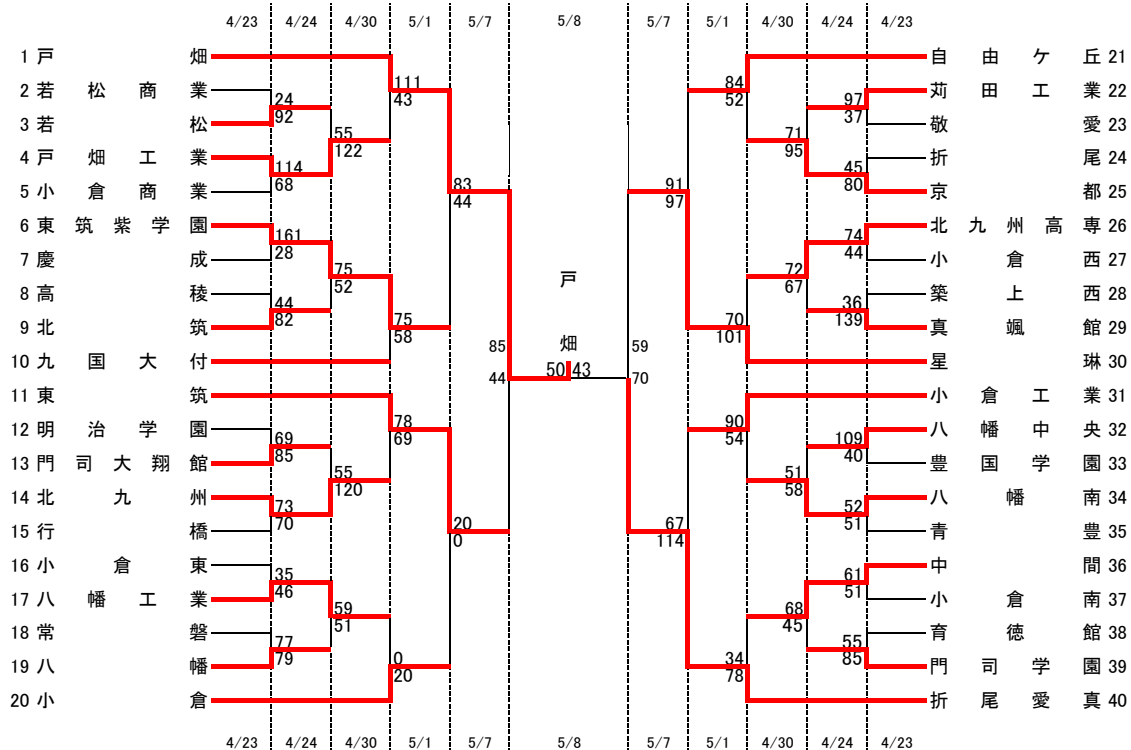 4/23 4/24 4/30 5/1 5/7 5/8 5/7 5/1 4/30 4/24 4/23
1 戸畑 自由ケ丘 21
111 84
2 若松商業 苅田工業 22
43 52
24 97
3 若松 敬愛 23
92 37
55 71
4 戸畑工業 折尾 24
122 95
114 45
5 小倉商業 京都 25
68 83 91 80
44 97
6 東筑紫学園 北九州高専 26
161 74
7 慶成 小倉西 27
28 44
75 72
8 高稜 戸 築上西 28
52 67
44 36
9 北筑 真颯館 29
82 75 70 139
58 畑 101
10 九国大付 85 59 星琳 30
50 43
44 70
11 東筑 小倉工業 31
78 90
12 明治学園 八幡中央 32
69 54
69 109
13 門司大翔館 豊国学園 33
85 40
55 51
14 北九州 八幡南 34
120 58
73 52
15 行橋 青豊 35
70 20 67 51
0 114
16 小倉東 中間 36
35 61
17 八幡工業 小倉南 37
46 51
59 68
18 常磐 育徳館 38
51 45
77 55
19 八幡 門司学園 39
79 0 34 85
20 78
20 小倉 折尾愛真 40
4/23 4/24 4/30 5/1 5/7 5/8 5/7 5/1 4/30 4/24 4/23